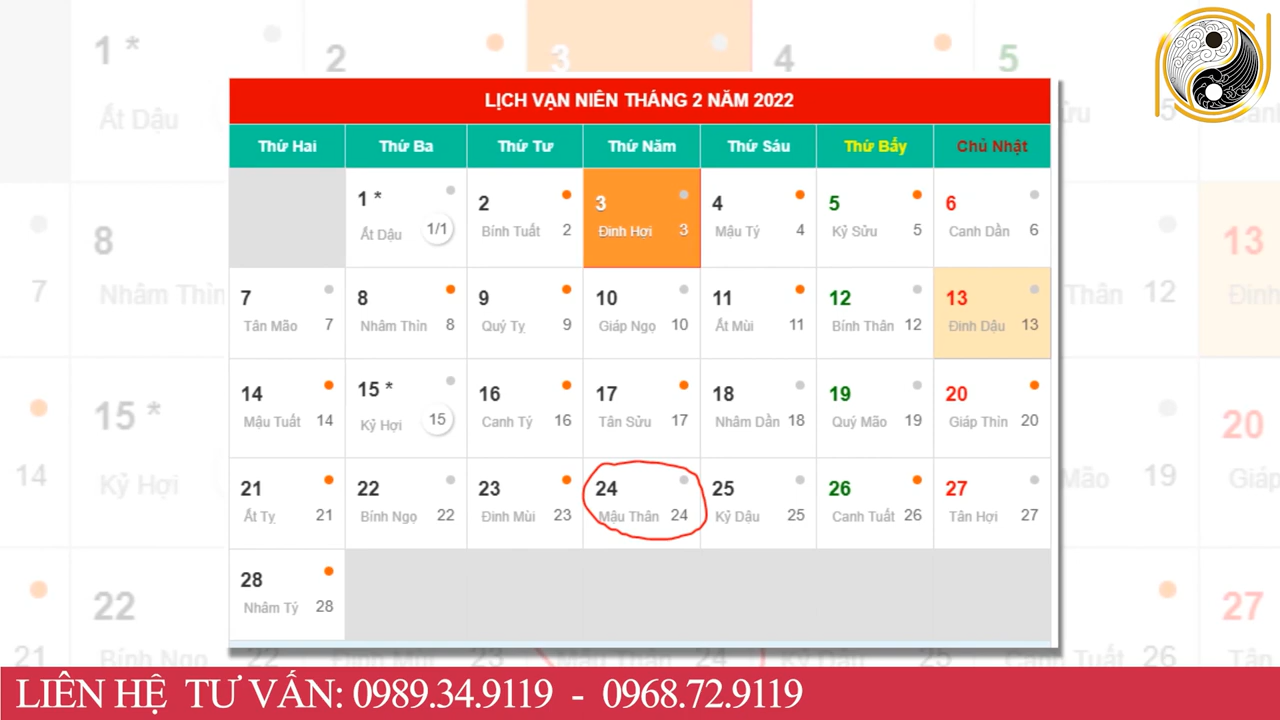 LỊCH VẠN NIÊN THÁNG 2 NĂM 2022
Thứ Hai Thứ Ba Thứ Tư Thứ Năm Thứ Sáu Thứ Bẩy Chủ Nhật
1 * 2 3 4 5 6
Ất Dậu 1/1 Bính Tuất 2 Đinh Hợi 3 Mậu Tý 4 Kỷ Sửu 5 Canh Dần 6
7 8 9 10 11 12 13
Tân Mão 7 Nhâm Thìn 8 Quý Tỵ 9 Giáp Ngọ 10 Ất Mùi 11 Bính Thân 12 Đinh Dậu 13
14 15 * 16 17 18 19 20
Mậu Tuất 14 Kỷ Hợi 15 Canh Tý 16 Tân Sửu 17 Nhâm Dần 18 Quý Mão 19 Giáp Thìn 20
21 22 23 24 25 26 27
Ất Tỵ 21 Bính Ngọ 22 Đinh Mùi 23 Mậu Thân 24 Kỷ Dậu 25 Canh Tuất 26 Tân Hợi 27
28
Nhâm Tý 28
LIÊN HỆ TƯ VẤN: 0989.34.9119 - 0968.72.9119